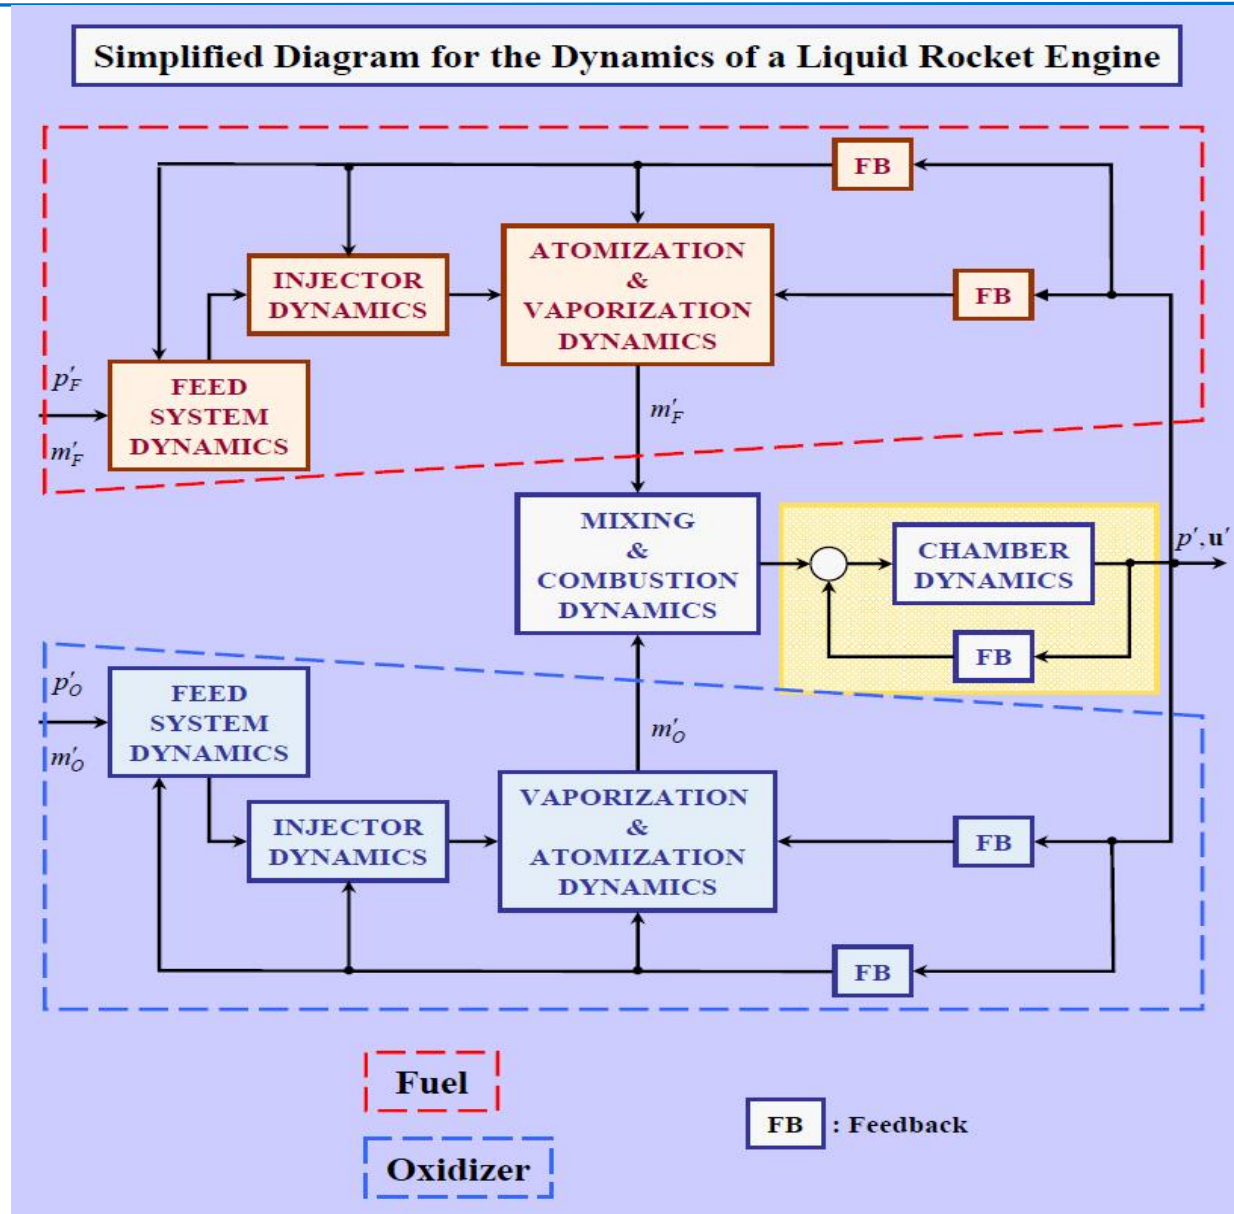 Simplified Diagram for the Dynamics of a Liquid Rocket Engine
FB
ATOMIZATION
&
VAPORIZATION
DYNAMICS
INJECTOR
DYNAMICS
FB
FEED
SYSTEM
DYNAMICS
p′F
m′F
m′F
MIXING
&
COMBUSTION
DYNAMICS
CHAMBER
DYNAMICS
p′, u′
FB
FEED
SYSTEM
DYNAMICS
p′O
m′O
m′O
VAPORIZATION
&
ATOMIZATION
DYNAMICS
INJECTOR
DYNAMICS
FB
FB
Fuel
FB : Feedback
Oxidizer